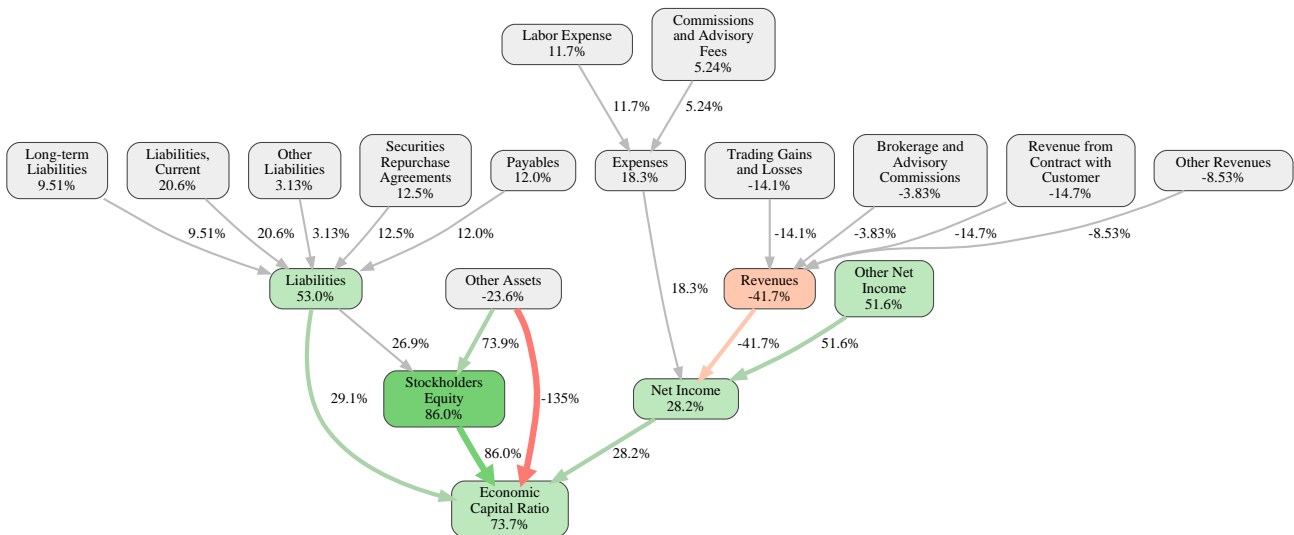 Labor Expense
11.7%
Commissions
and Advisory
Fees
5.24%
11.7%
5.24%
Long-term
Liabilities
9.51%
Liabilities,
Current
20.6%
Other
Liabilities
3.13%
Securities
Repurchase
Agreements
12.5%
Payables
12.0%
Expenses
18.3%
Trading Gains
and Losses
-14.1%
Brokerage and
Advisory
Commissions
-3.83%
Revenue from
Contract with
Customer
-14.7%
Other Revenues
-8.53%
9.51%
20.6%
3.13%
12.5%
12.0%
-14.1%
-3.83%
-14.7%
-8.53%
Liabilities
53.0%
Other Assets
-23.6%
18.3%
Revenues
-41.7%
Other Net
Income
51.6%
26.9%
73.9%
-41.7%
51.6%
29.1%
Stockholders
Equity
86.0%
-135%
Net Income
28.2%
86.0%
28.2%
Economic
Capital Ratio
73.7%